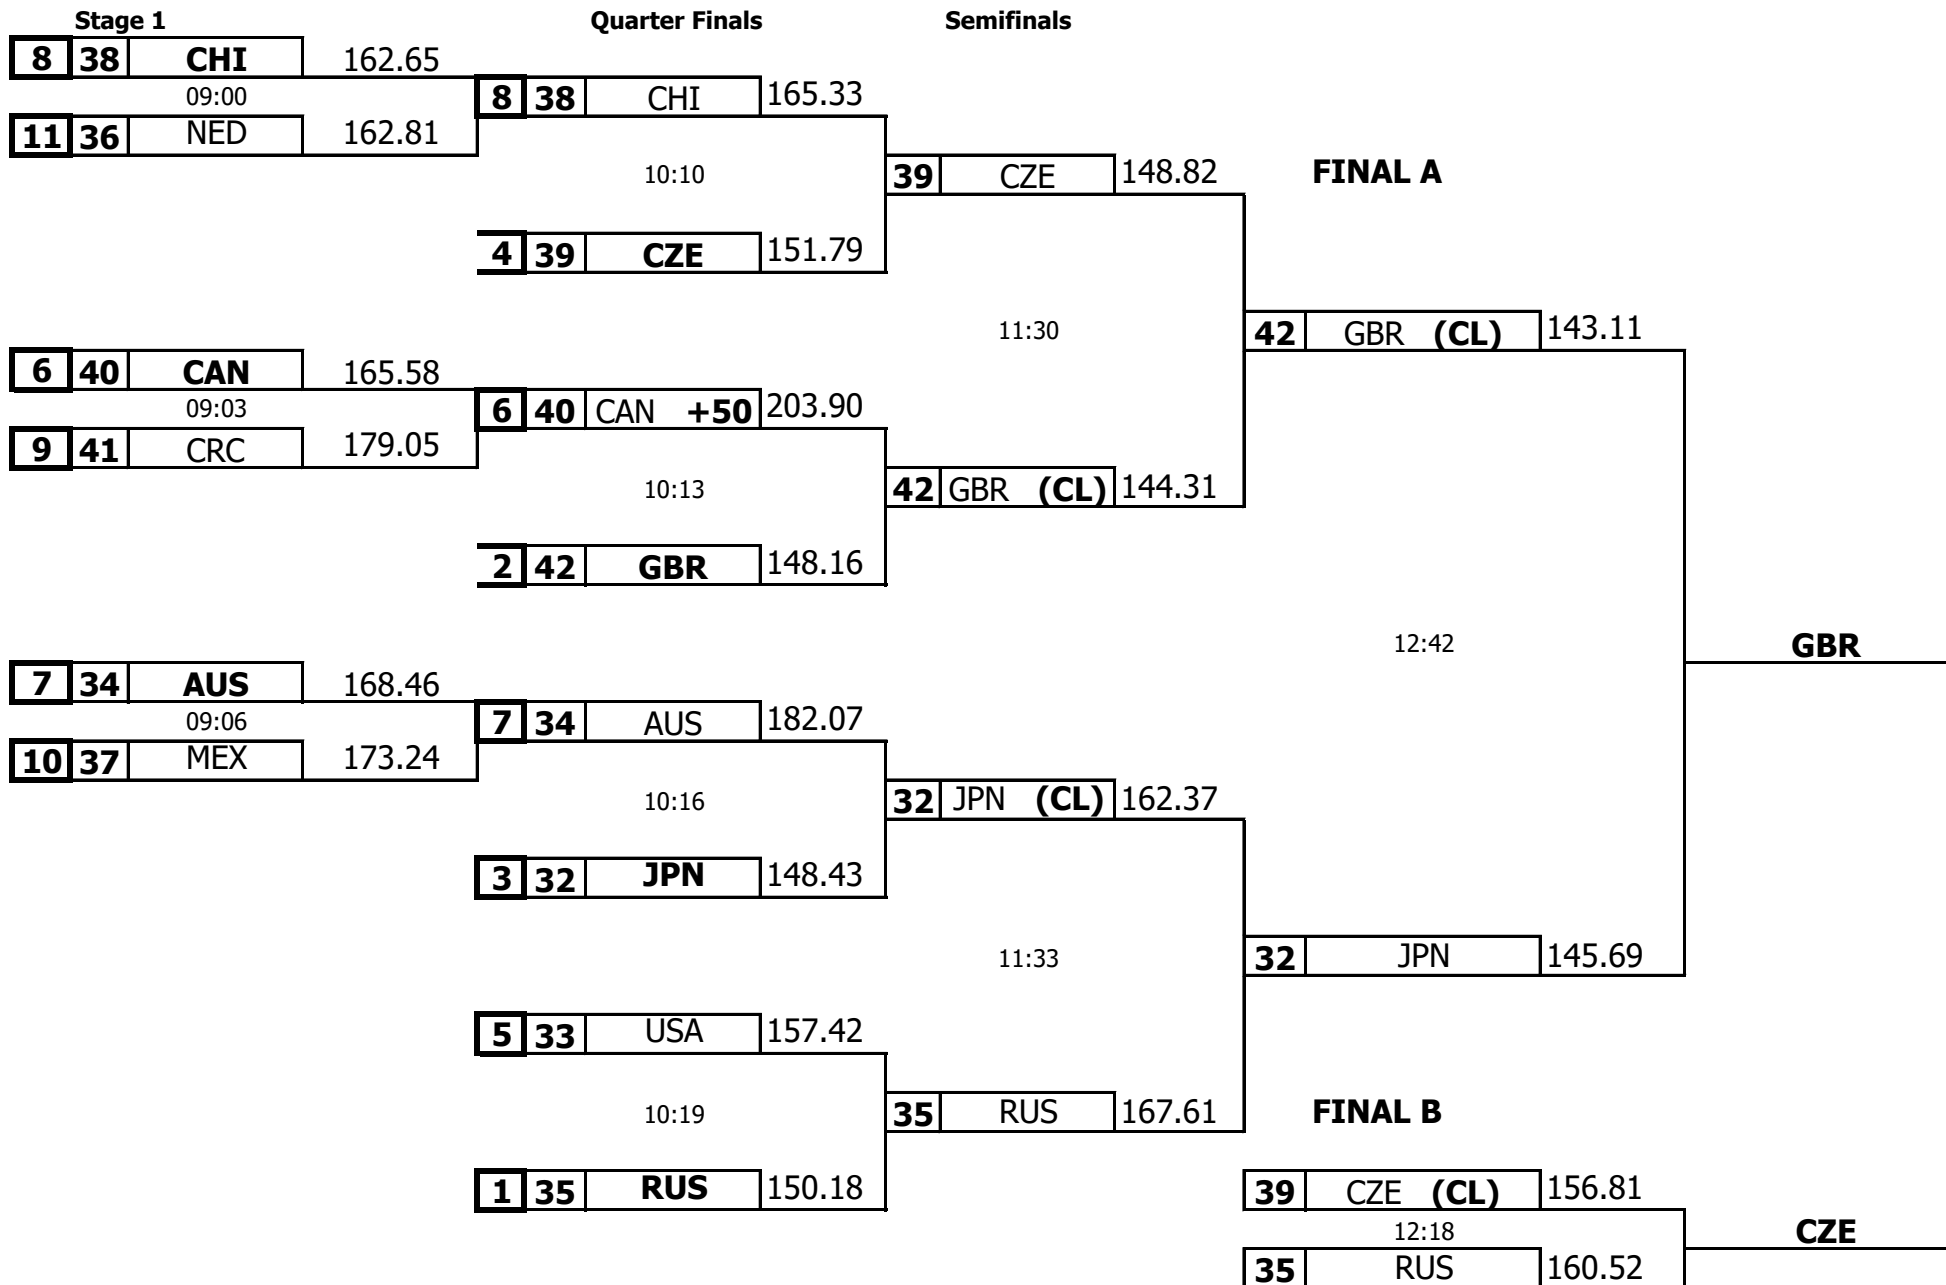 Stage 1 Quarter Finals Semifinals
8 38 CHI 162.65
09:00
8 38 CHI 165.33
11 36 NED 162.81
10:10
39 CZE 148.82 FINAL A
4 39 CZE 151.79
11:30
42 GBR (CL) 143.11
6 40 CAN 165.58
09:03
6 40 CAN +50 203.90
9 41 CRC 179.05
10:13
42 GBR (CL) 144.31
2 42 GBR 148.16
12:42
GBR
7 34 AUS 168.46
09:06
7 34 AUS 182.07
10 37 MEX 173.24
10:16
32 JPN (CL) 162.37
3 32 JPN 148.43
11:33
32 JPN 145.69
5 33 USA 157.42
10:19
35 RUS 167.61 FINAL B
1 35 RUS 150.18
39 CZE (CL) 156.81
12:18
CZE
35 RUS 160.52